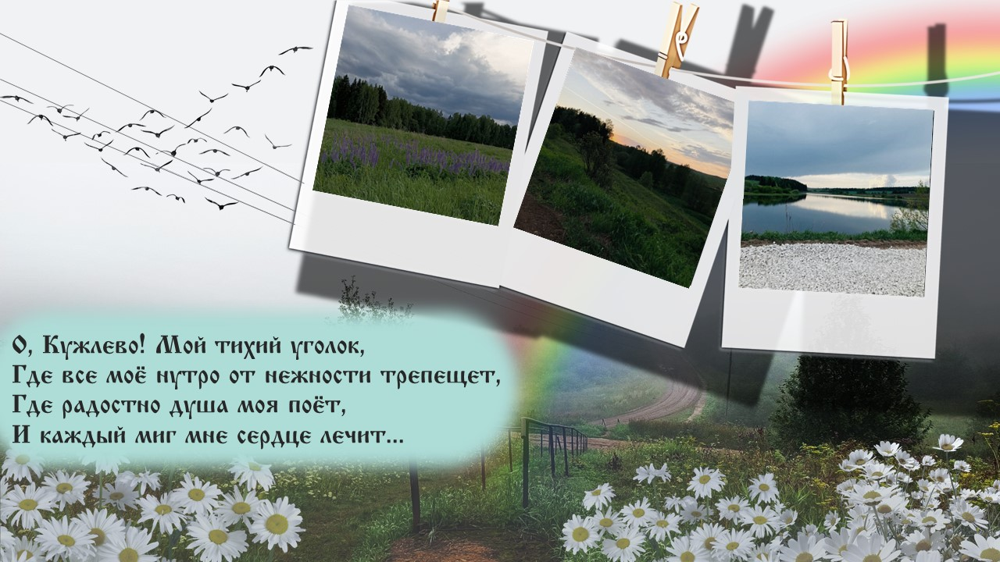 О, Кужлево! Мой тихий уголок,
Где все моё нутро от нежности трепещет,
Где радостно душа моя поёт,
И каждый миг мне сердце лечит...